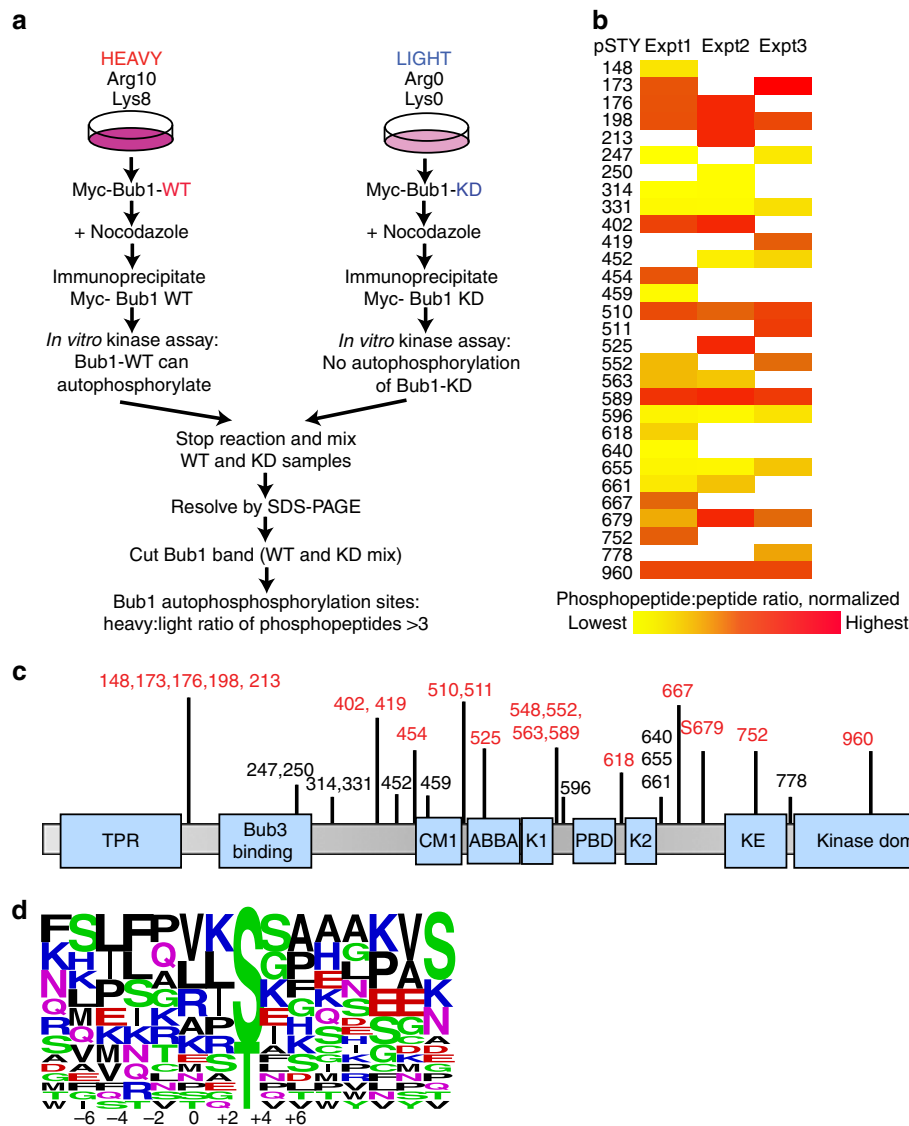 a
HEAVY
Arg10
Lys8
Myc-Bub1-WT
+ Nocodazole
Immunoprecipitate
Myc- Bub1 WT
In vitro kinase assay:
Bub1-WT can
autophosphorylate
LIGHT
Arg0
Lys0
Myc-Bub1-KD
+ Nocodazole
Immunoprecipitate
Myc- Bub1 KD
In vitro kinase assay:
No autophosphorylation
of Bub1-KD
Stop reaction and mix
WT and KD samples
Resolve by SDS-PAGE
Cut Bub1 band (WT and KD mix)
Bub1 autophosphosphorylation sites:
heavy:light ratio of phosphopeptides >3
b
pSTY Expt1 Expt2 Expt3
148
173
176
198
213
247
250
314
331
402
419
452
454
459
510
511
525
552
563
589
596
618
640
655
661
667
679
752
778
960
Phosphopeptide:peptide ratio, normalized
Lowest Highest
c
148,173,176,198, 213
247,250
314,331
402, 419
452
454
459
510,511
525
548,552,
563,589
596
618
640
655
661
667
S679
752
778
960
TPR
Bub3
binding
CM1
ABBA
K1
PBD
K2
KE
Kinase dom
d
−6 −4 −2 0 +2 +4 +6